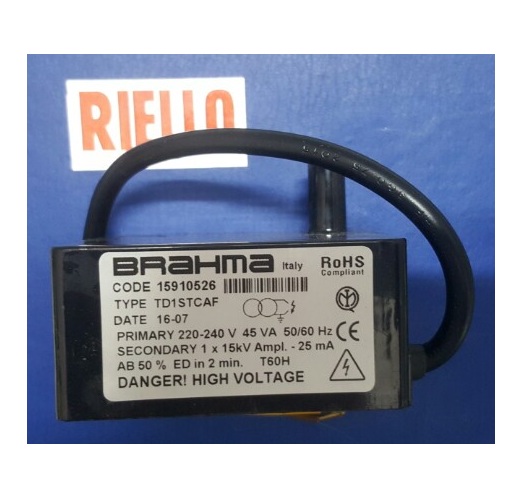 RIELLO
BRAHMA Italy
RoHS
Compliant
CODE 15910526
TYPE TD1STCAF
DATE 16-07
PRIMARY 220-240 V 45 VA 50/60 Hz CE
SECONDARY 1 x 15kV Ampl. - 25 mA
AB 50 % ED in 2 min. T60H
DANGER! HIGH VOLTAGE